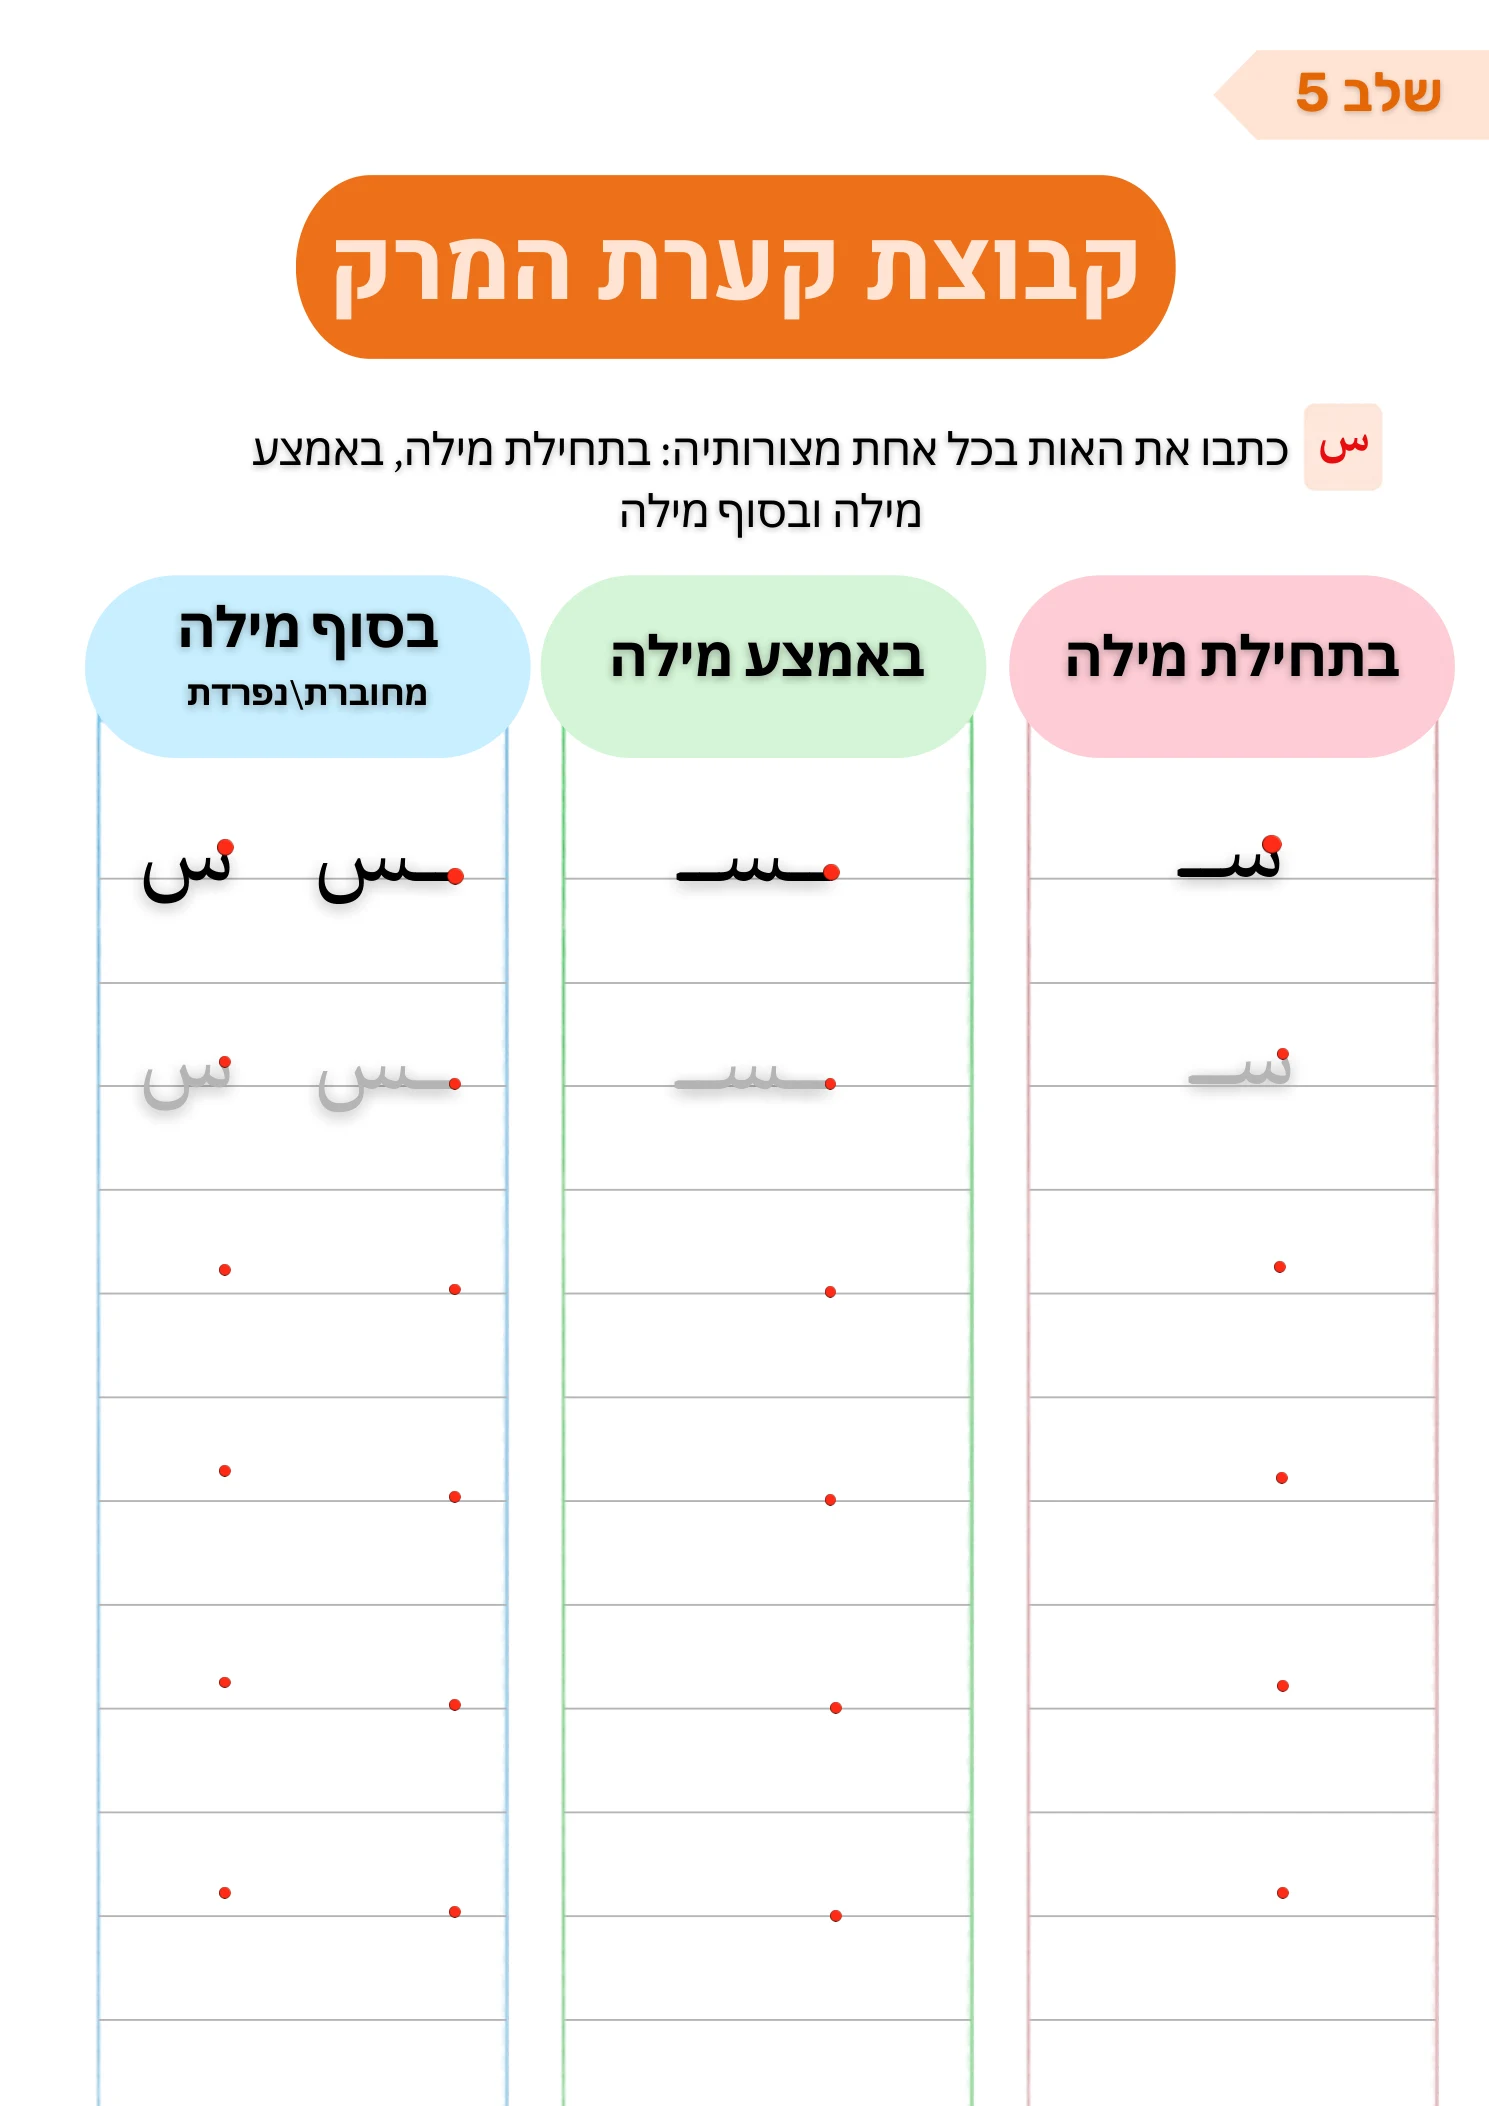 שלב 5
קבוצת קערת המרק
س
כתבו את האות בכל אחת מצורותיה: בתחילת מילה, באמצע
מילה ובסוף מילה
בתחילת מילה
באמצע מילה
בסוף מילה
מחוברת\נפרדת
سـ ـسـ ـس س
سـ ـسـ ـس س